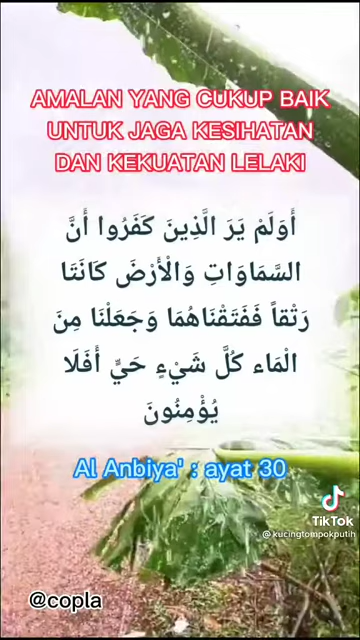 AMALAN YANG CUKUP BAIK
UNTUK JAGA KESIHATAN
DAN KEKUATAN LELAKI
أَوَلَمْ يَرَ الَّذِينَ كَفَرُوا أَنَّ
السَّمَاوَاتِ وَالْأَرْضَ كَانَتَا
رَتْقاً فَفَتَقْنَاهُمَا وَجَعَلْنَا مِنَ
الْمَاء كُلَّ شَيْءٍ حَيٍّ أَفَلَا
يُؤْمِنُونَ
Al Anbiya' : ayat 30
TikTok
@kucingtompokputih
@copla